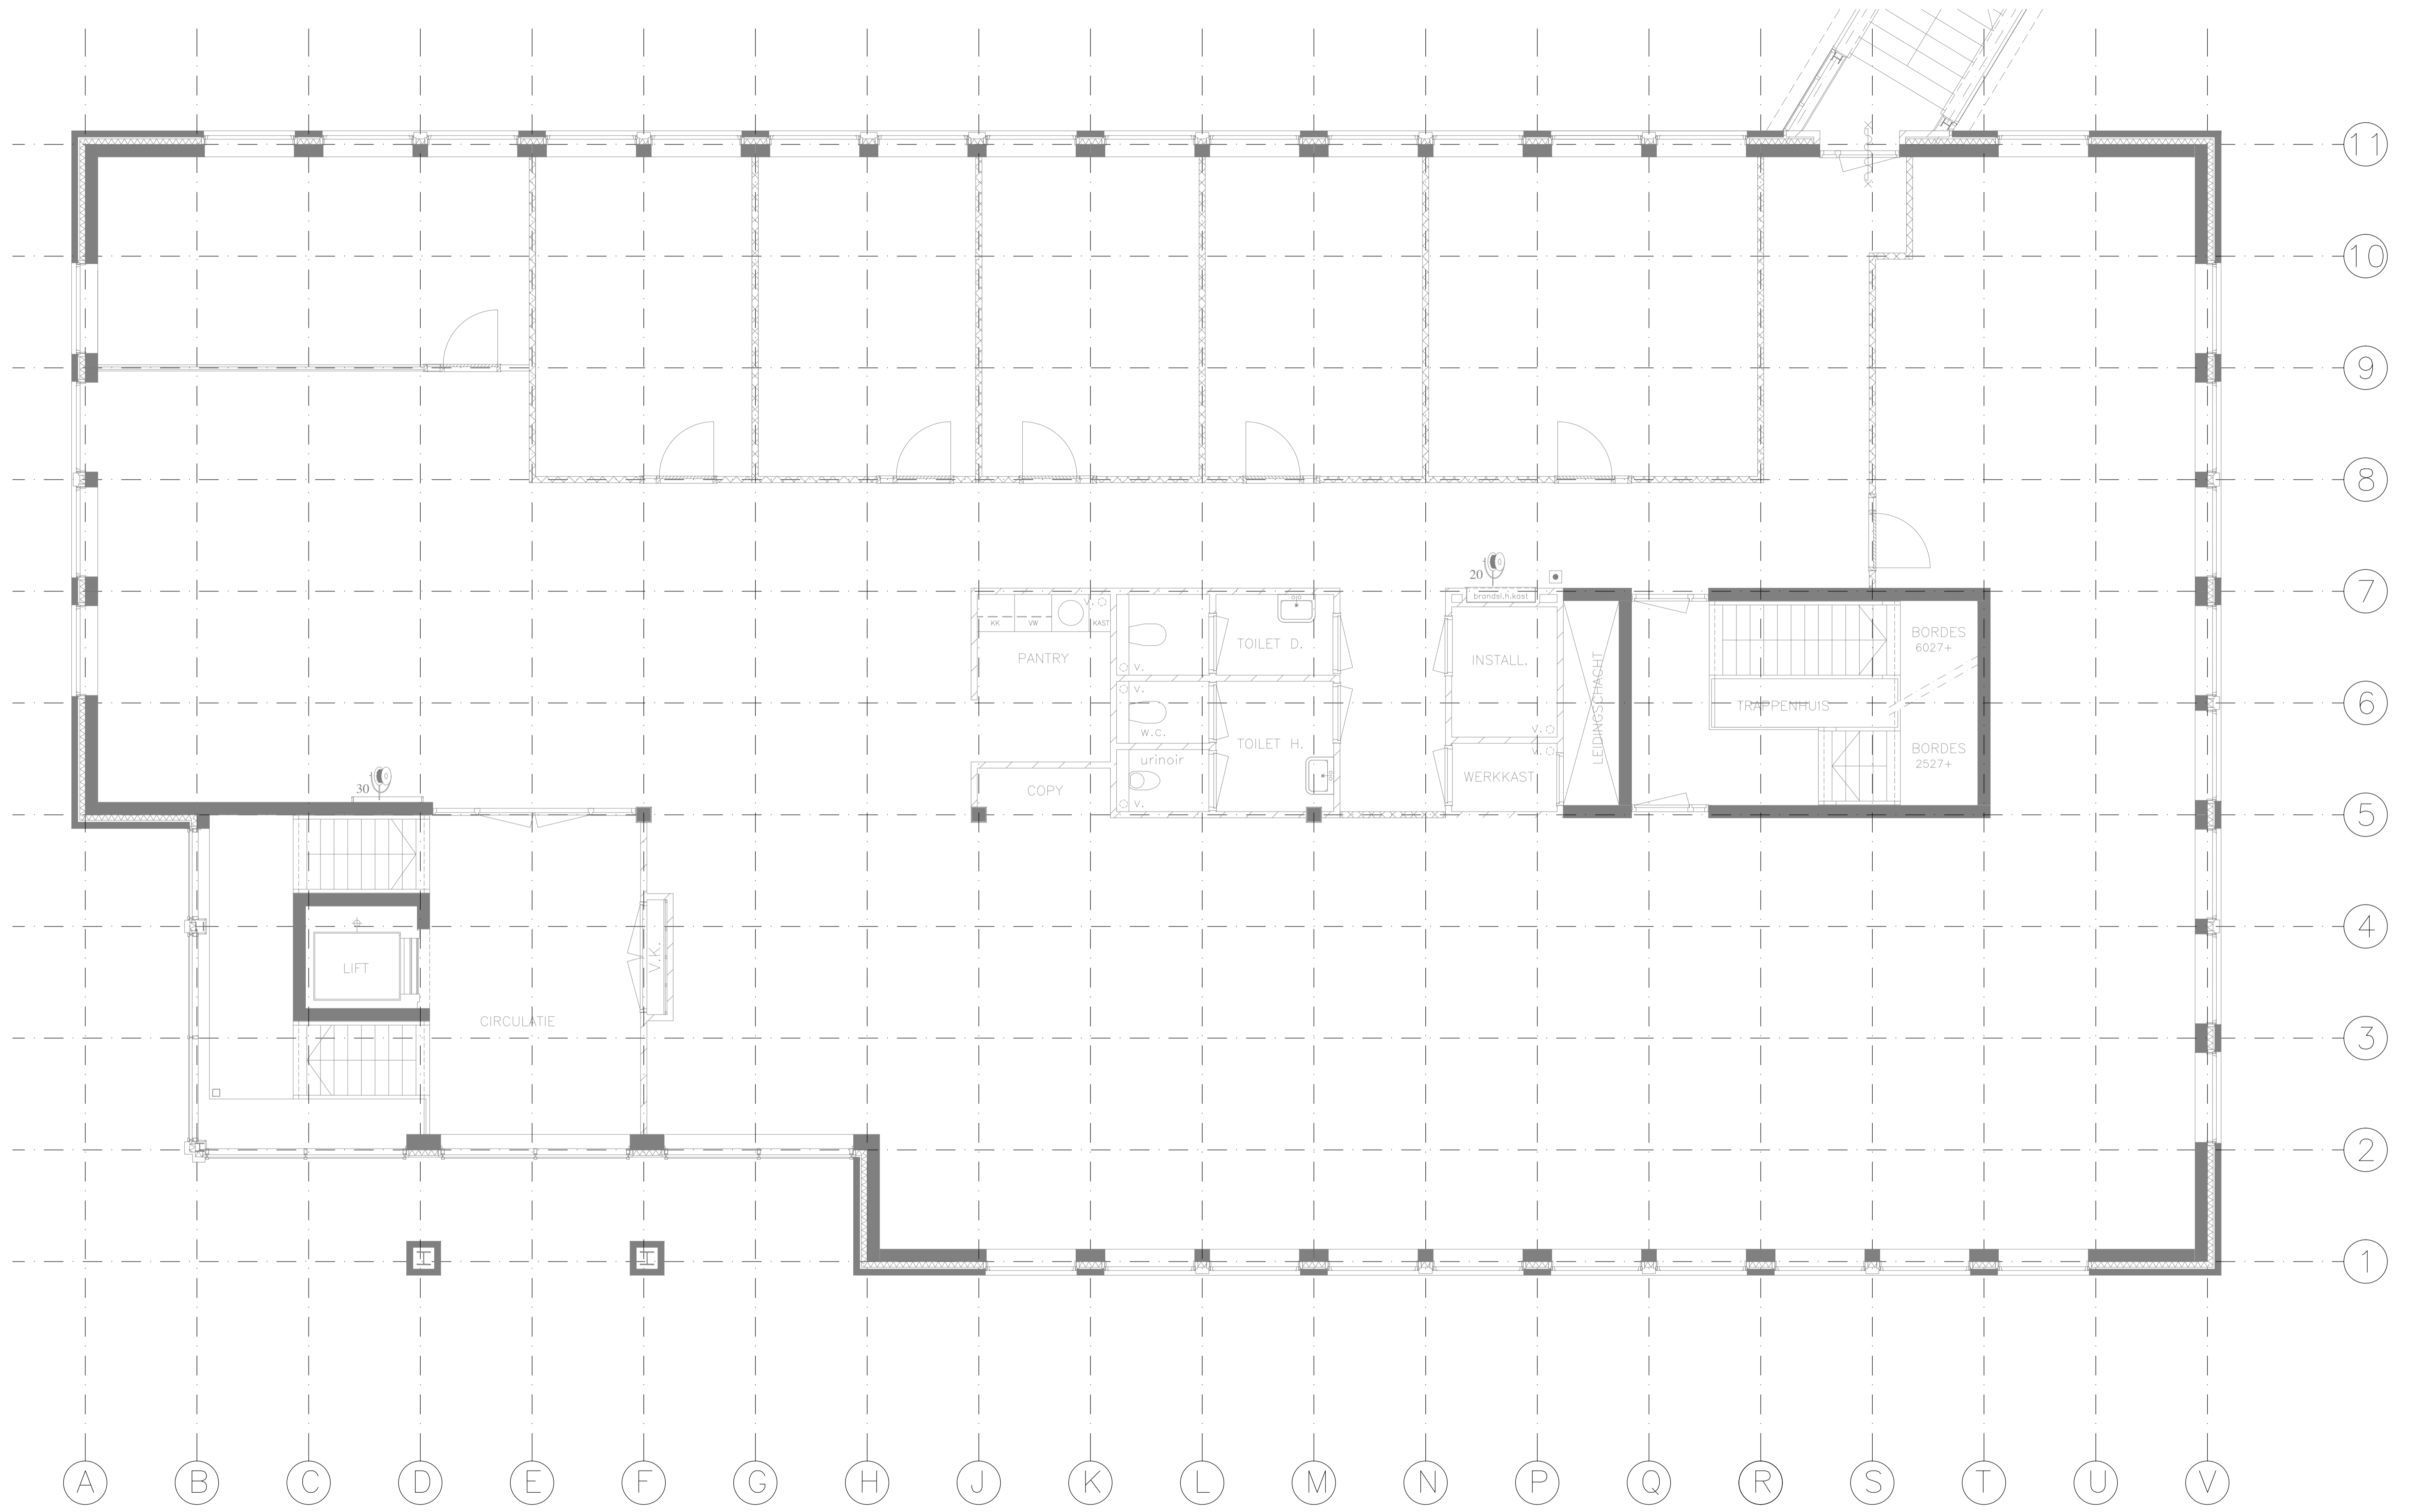 11
10
9
8
20
brandsl.h.kast
7
V.
KK
VW
KAST
BORDES
6027+
TOILET D.
PANTRY
INSTALL.
V.
LEIDINGSCHACHT
V.
6
TRAPPENHUIS
W.C.
V.
TOILET H.
BORDES
2527+
urinoir
V.
WERKKAST
30
COPY
V.
5
4
V.K.
LIFT
CIRCULATIE
3
2
1
A B C D E F G H J K L M N P Q R S T U V